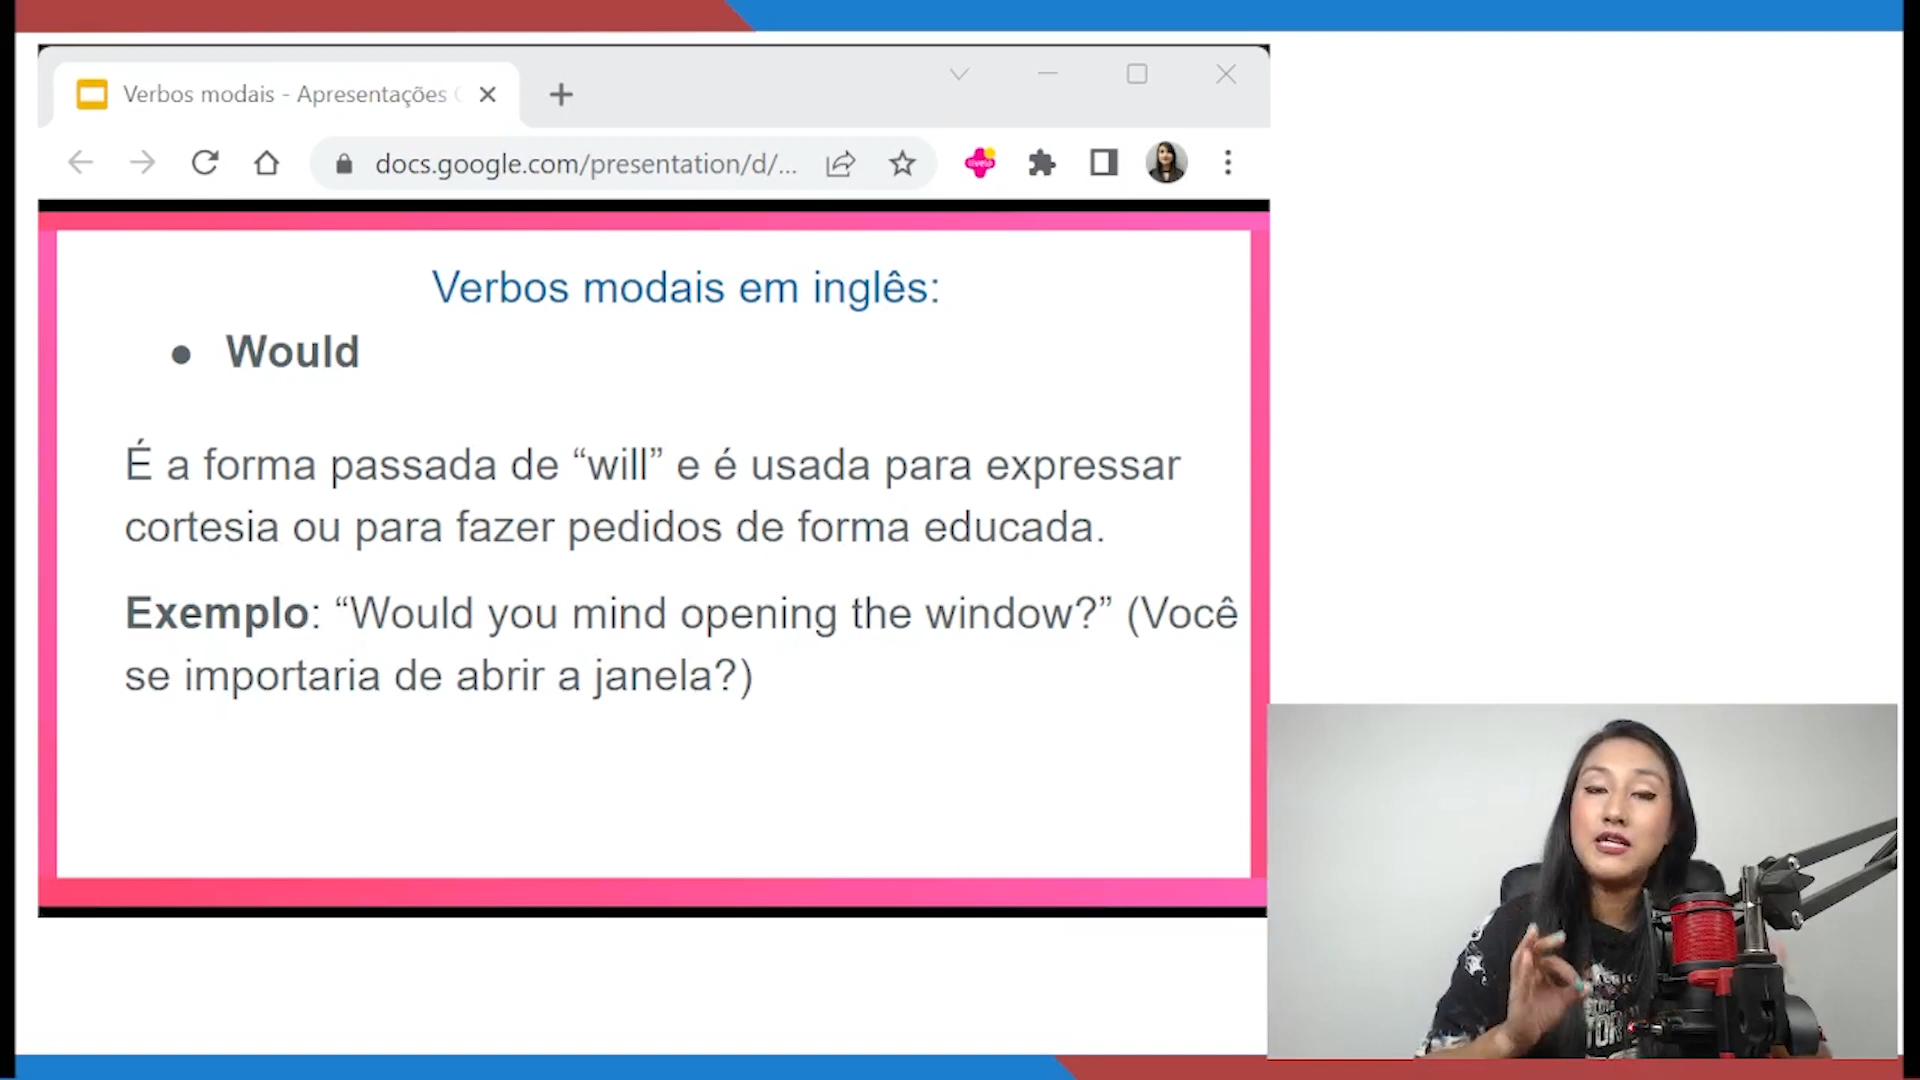 Verbos modais - Apresentações
docs.google.com/presentation/d/...
Verbos modais em inglês:
● Would
É a forma passada de “will” e é usada para expressar
cortesia ou para fazer pedidos de forma educada.
Exemplo: “Would you mind opening the window?” (Você
se importaria de abrir a janela?)